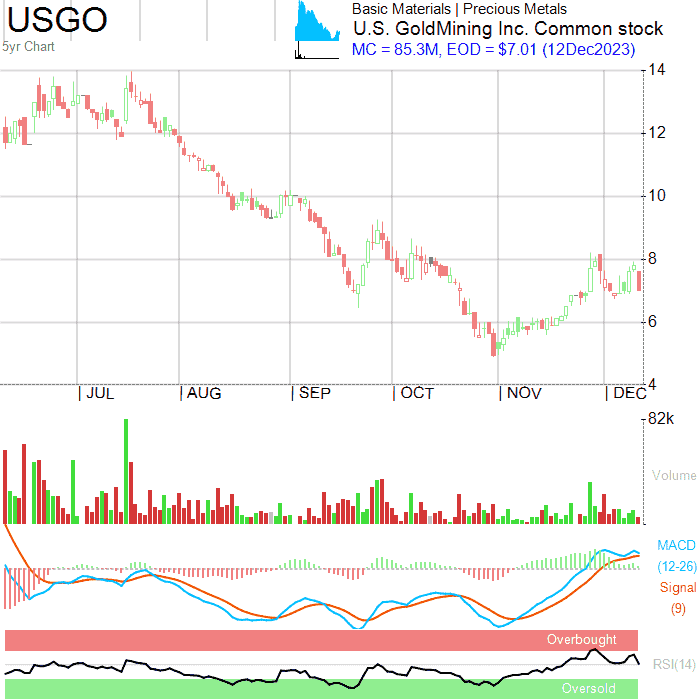 USGO
5yr Chart
Basic Materials | Precious Metals
U.S. GoldMining Inc. Common stock
MC = 85.3M, EOD = $7.01 (12Dec2023)
14
12
10
8
6
4
JUL
AUG
SEP
OCT
NOV
DEC
82k
Volume
MACD
(12-26)
Signal
(9)
Overbought
RSI(14)
Oversold